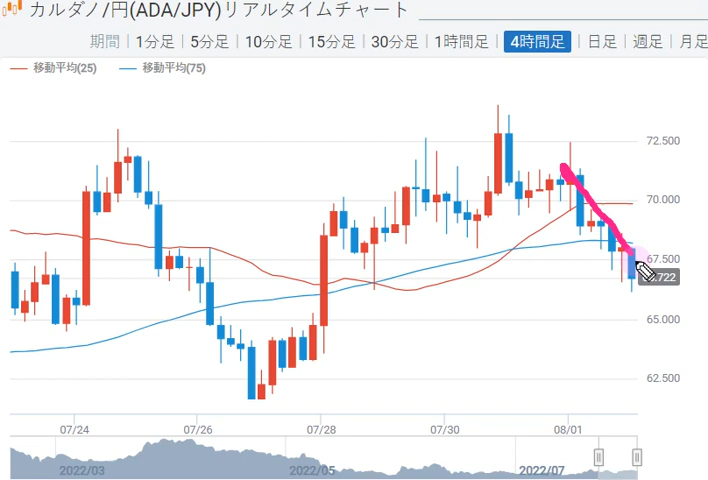 カルダノ/円(ADA/JPY)リアルタイムチャート
期間 1分足 5分足 10分足 15分足 30分足 1時間足 4時間足 日足 週足 月足
移動平均(25) 移動平均(75)
72.500
70.000
67.500
.722
65.000
62.500
07/24 07/26 07/28 07/30 08/01
2022/03 2022/05 2022/07